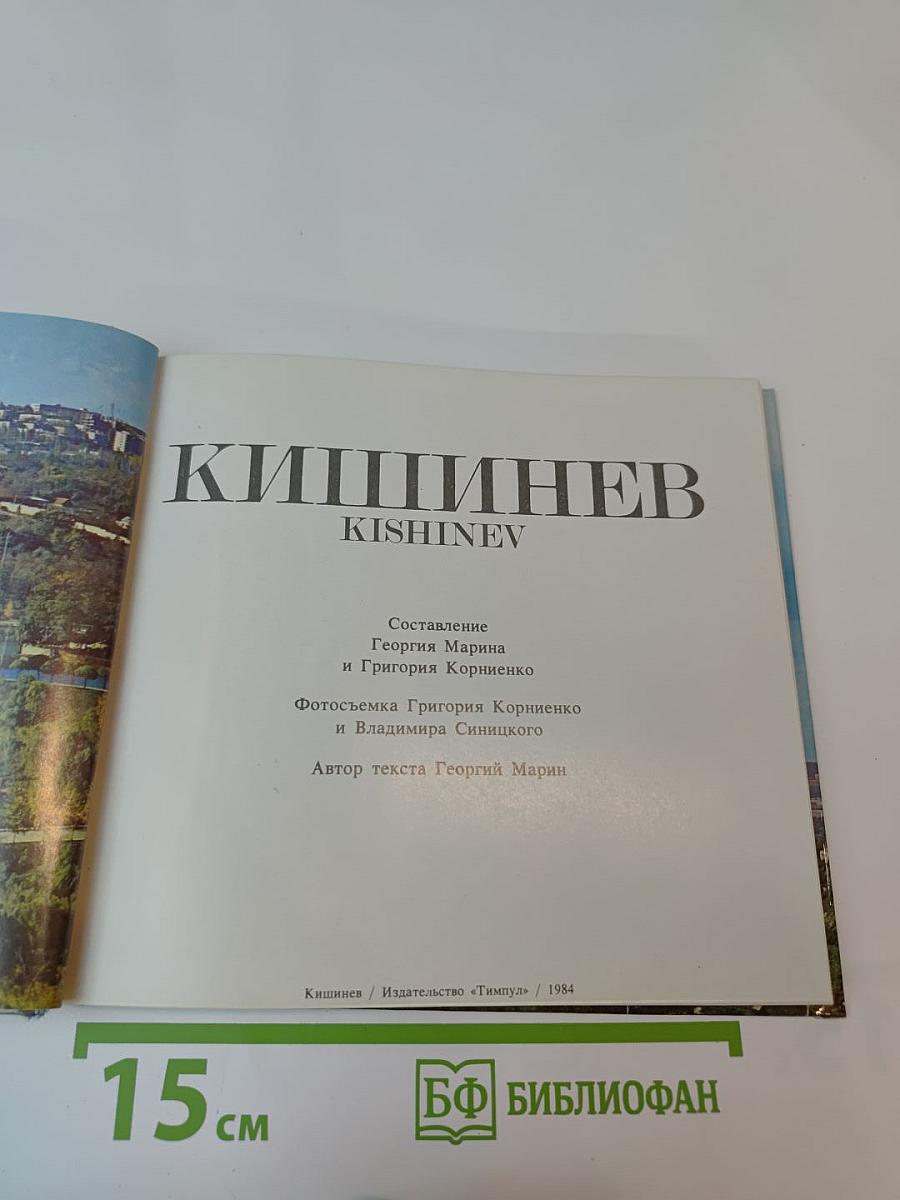 КИШИНЕВ
KISHINEV
Составление
Георгия Марина
и Григория Корниенко
Фотосъемка Григория Корниенко
и Владимира Синицкого
Автор текста Георгий Марин
Кишинев / Издательство «Тимпул» / 1984
15 см
БФ БИБЛИОФАН